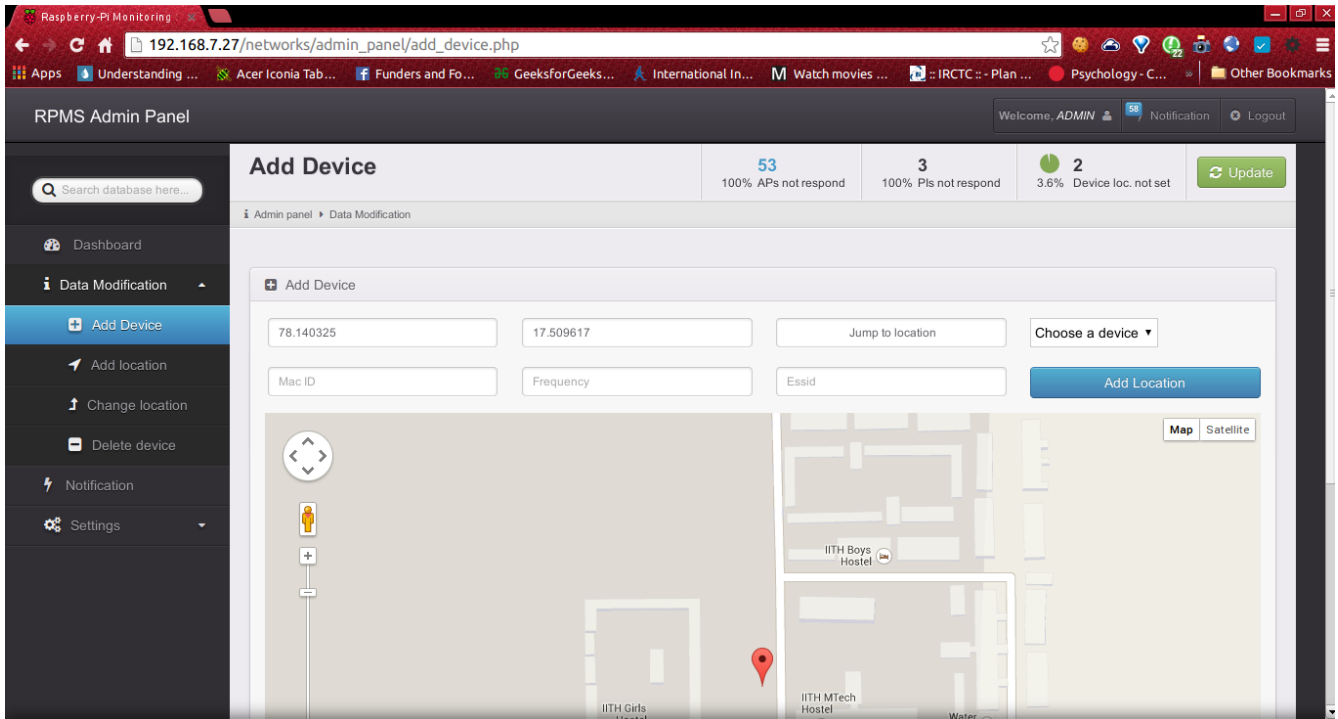 Raspberry-Pi Monitoring
192.168.7.27/networks/admin_panel/add_device.php
22
Apps Understanding ... Acer Iconia Tab... Funders and Fo... GeeksforGeeks... International In... Watch movies ... :: IRCTC :: - Plan ... Psychology - C... » Other Bookmarks
RPMS Admin Panel
Welcome, ADMIN 58 Notification Logout
Search database here...
Dashboard
Data Modification
Add Device
Add location
Change location
Delete device
Notification
Settings
Add Device
53
100% APs not respond
3
100% PIs not respond
2
3.6% Device loc. not set
Update
Admin panel Data Modification
Add Device
78.140325 17.509617 Jump to location Choose a device
Mac ID Frequency Essid Add Location
Map Satellite
IITH Boys
Hostel
IITH Girls
Hostel
IITH MTech
Hostel
Water